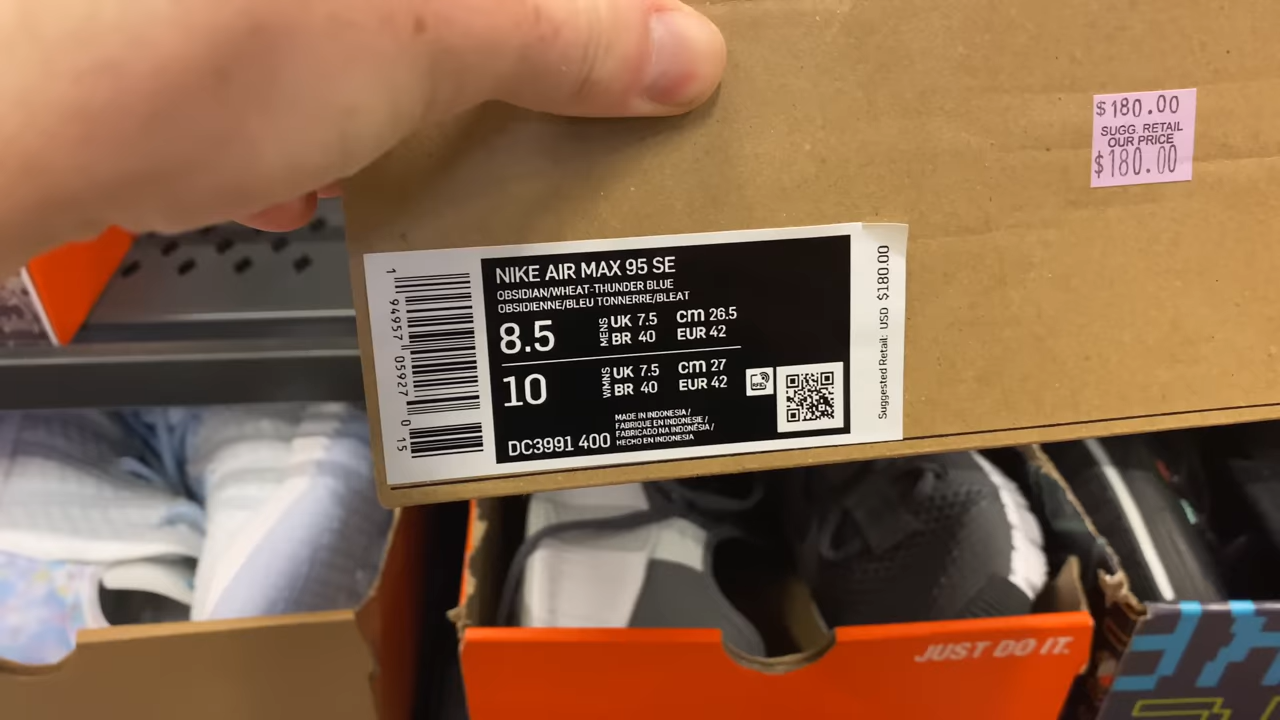 $180.00
SUGG. RETAIL
OUR PRICE
$180.00
NIKE AIR MAX 95 SE
OBSIDIAN/WHEAT-THUNDER BLUE
OBSIDIENNE/BLEU TONNERRE/BLEAT
8.5
MENS
UK 7.5
cm 26.5
BR 40
EUR 42
10
WMNS
UK 7.5
cm 27
BR 40
EUR 42
RFID
DC3991 400
MADE IN INDONESIA /
FABRIQUE EN INDONESIE /
FABRICADO NA INDONÉSIA /
HECHO EN INDONESIA
1 94957 05927 0 15
Suggested Retail: USD $180.00
JUST DO IT.